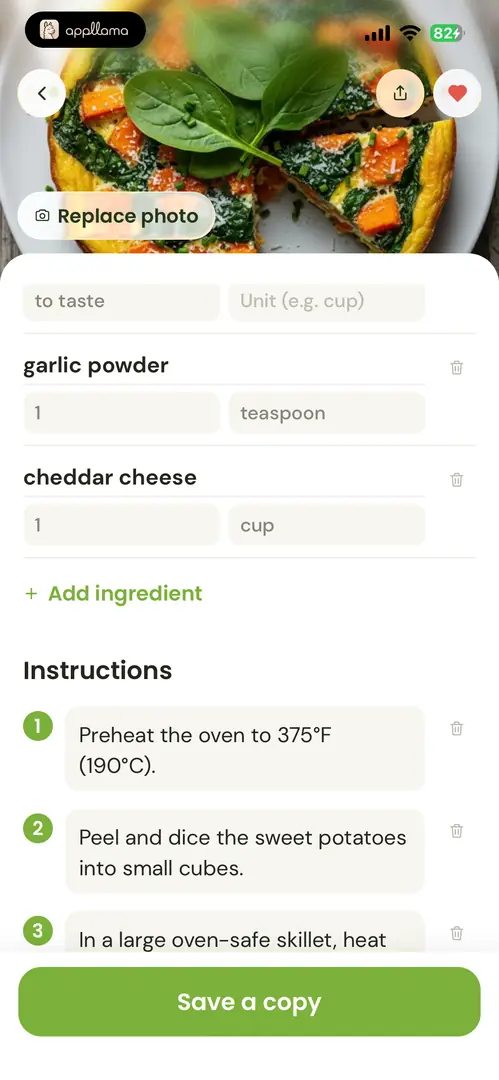 appllama
82
Replace photo
to taste
Unit (e.g. cup)
garlic powder
1
teaspoon
cheddar cheese
1
cup
+ Add ingredient
Instructions
1
Preheat the oven to 375°F
(190°C).
2
Peel and dice the sweet potatoes
into small cubes.
3
In a large oven-safe skillet, heat
Save a copy